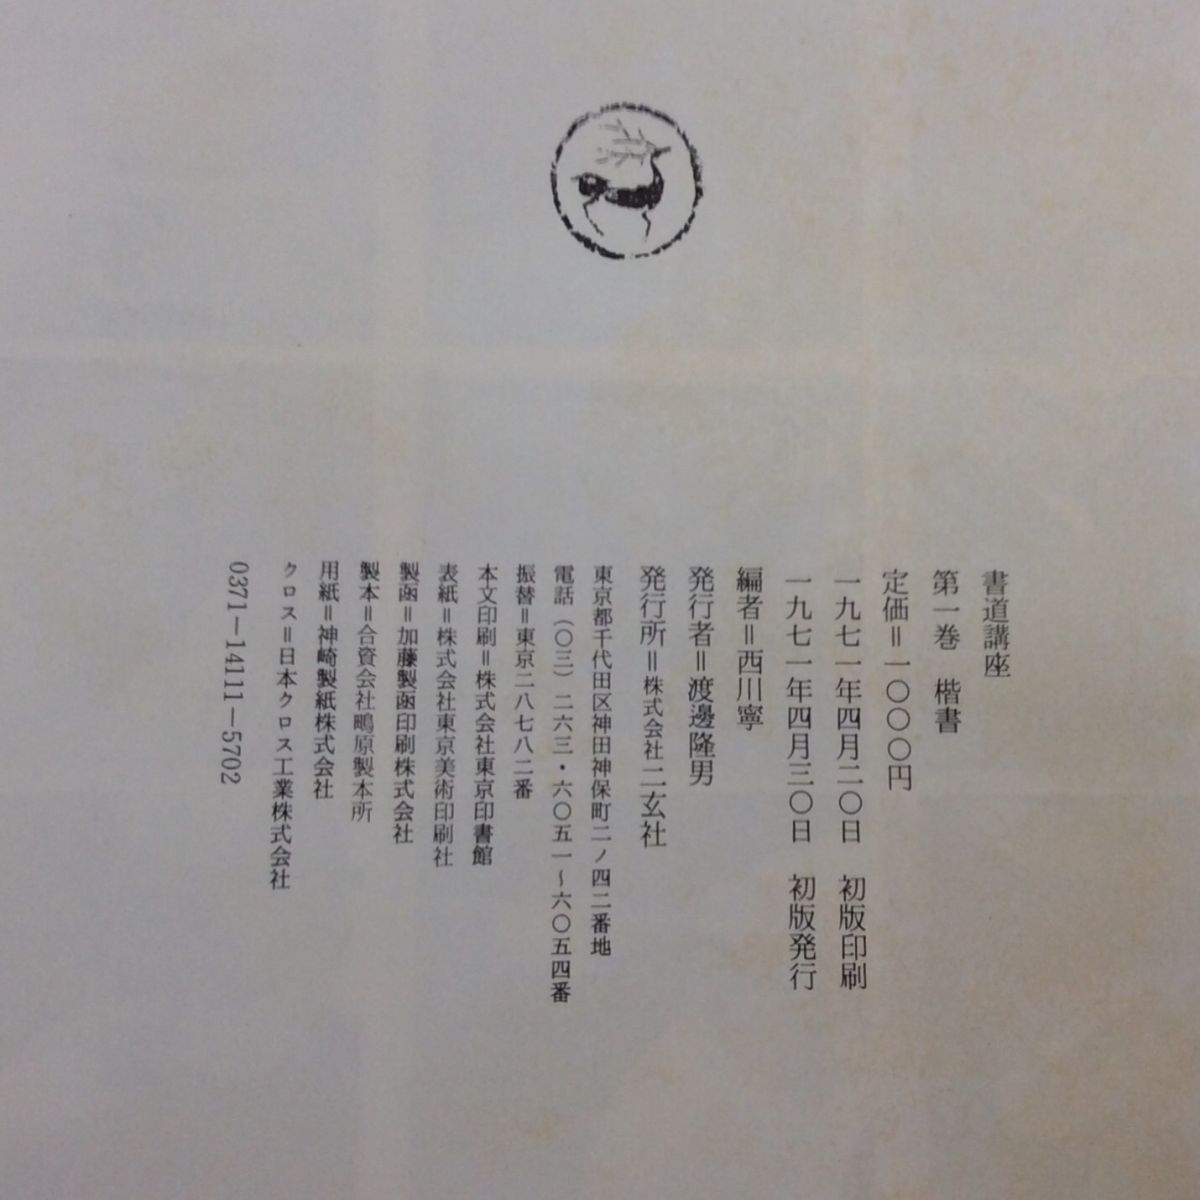 書道講座
第一巻　楷書
定価＝一〇〇〇円
一九七一年四月二〇日　初版印刷
一九七一年四月三〇日　初版発行
編者＝西川寧
発行者＝渡邊隆男
発行所＝株式会社二玄社
東京都千代田区神田神保町二ノ四二番地
電話（〇三）二六三・六〇五一〜六〇五四番
振替＝東京二八七八二番
本文印刷＝株式会社東京印書館
表紙＝株式会社東京美術印刷社
製函＝加藤製函印刷株式会社
製本＝合資会社鴫原製本所
用紙＝神崎製紙株式会社
クロス＝日本クロス工業株式会社
0371―14111―5702